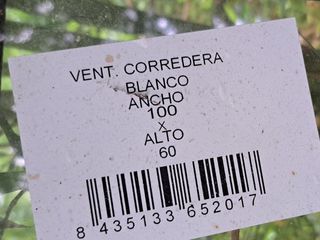 VENT. CORREDERA
BLANCO
ANCHO
100
X
ALTO
60
8 435133 652017